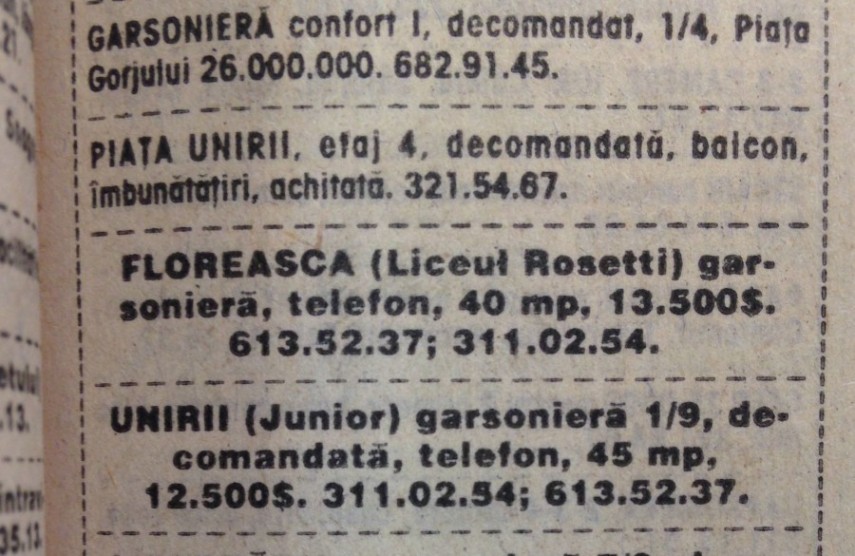 GARSONIERĂ confort I, decomandat, 1/4, Piața
Gorjului 26.000.000. 682.91.45.
PIAȚA UNIRII, etaj 4, decomandată, balcon,
îmbunătățiri, achitată. 321.54.67.
FLOREASCA (Liceul Rosetti) gar-
sonieră, telefon, 40 mp, 13.500$.
613.52.37; 311.02.54.
UNIRII (Junior) garsonieră 1/9, de-
comandată, telefon, 45 mp,
12.500$. 311.02.54; 613.52.37.